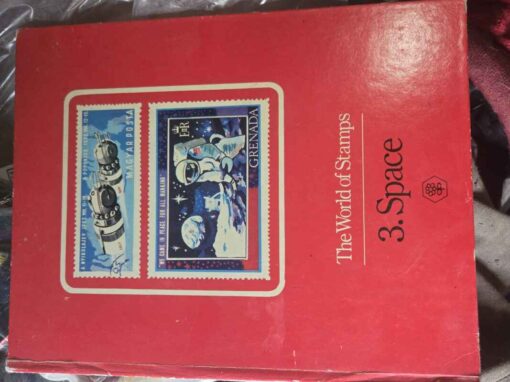 MAGYAR POSTA
GRENADA
"WE CAME IN PEACE FOR ALL MANKIND"
The World of Stamps
3. Space